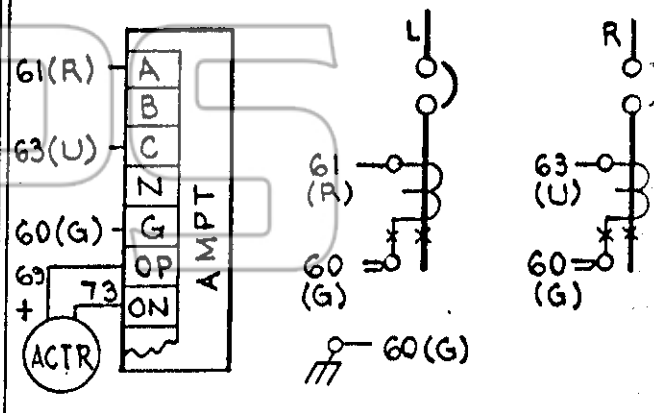 61(R)
A
B
63(U)
C
N
60(G)
G
OP
ON
AMPT
69
73
+
ACTR
L
61
(R)
60
(G)
60(G)
R
63
(U)
60
(G)